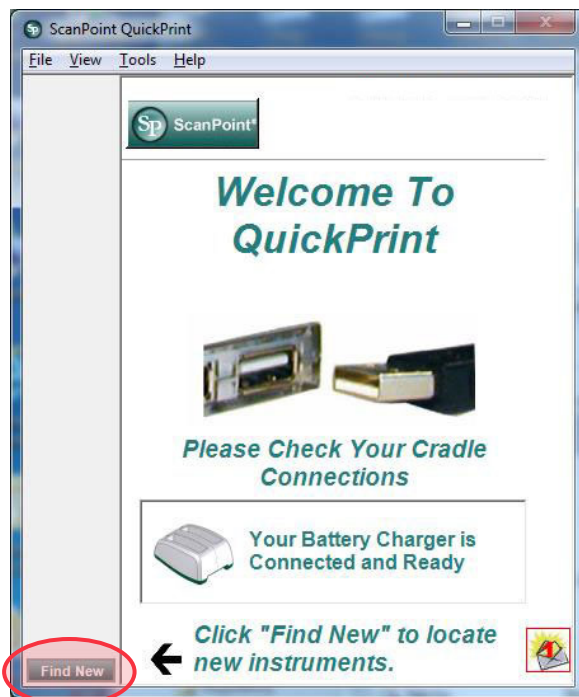 ScanPoint QuickPrint
File View Tools Help
SP ScanPoint®
Welcome To
QuickPrint
Please Check Your Cradle
Connections
Your Battery Charger is
Connected and Ready
Click "Find New" to locate
new instruments.
Find New